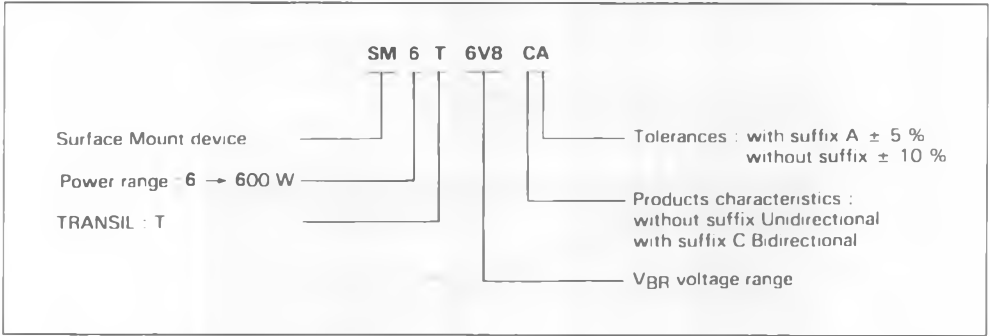 SM 6 T 6V8 CA
Surface Mount device
Power range 6 → 600 W
TRANSIL : T
Tolerances : with suffix A ± 5 %
without suffix ± 10 %
Products characteristics :
without suffix Unidirectional
with suffix C Bidirectional
VBR voltage range